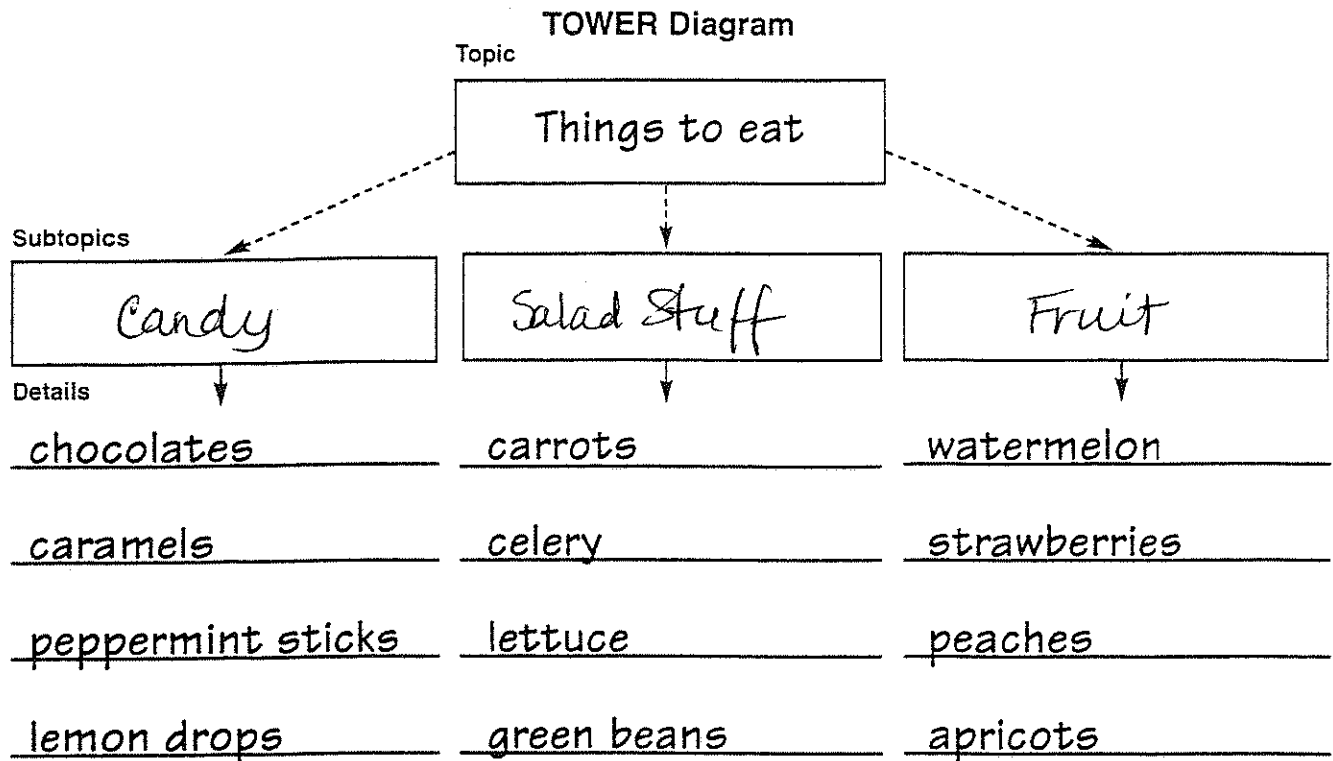 TOWER Diagram
Topic
Things to eat
Subtopics
Candy
Salad Stuff
Fruit
Details
chocolates carrots watermelon
caramels celery strawberries
peppermint sticks lettuce peaches
lemon drops green beans apricots